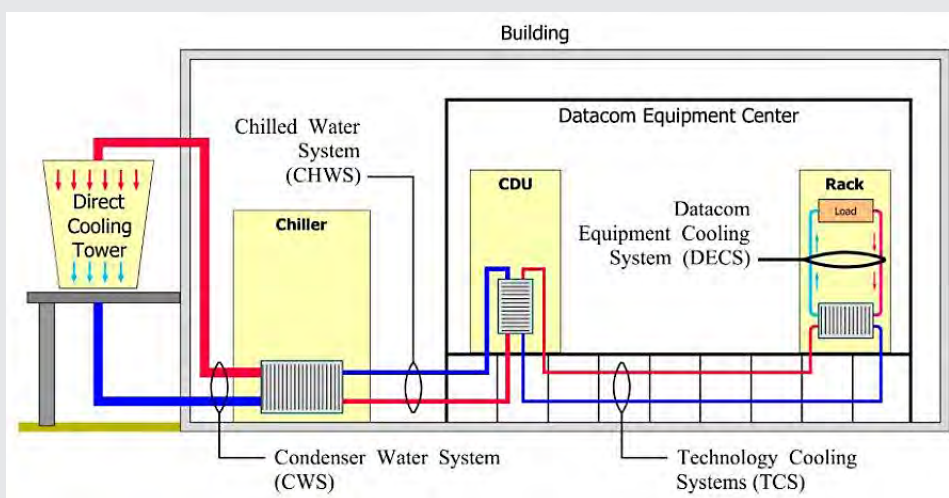 Building
Datacom Equipment Center
Chilled Water
System
(CHWS)
Direct
Cooling
Tower
Chiller
CDU
Rack
Load
Datacom
Equipment Cooling
System (DECS)
Condenser Water System
(CWS)
Technology Cooling
Systems (TCS)